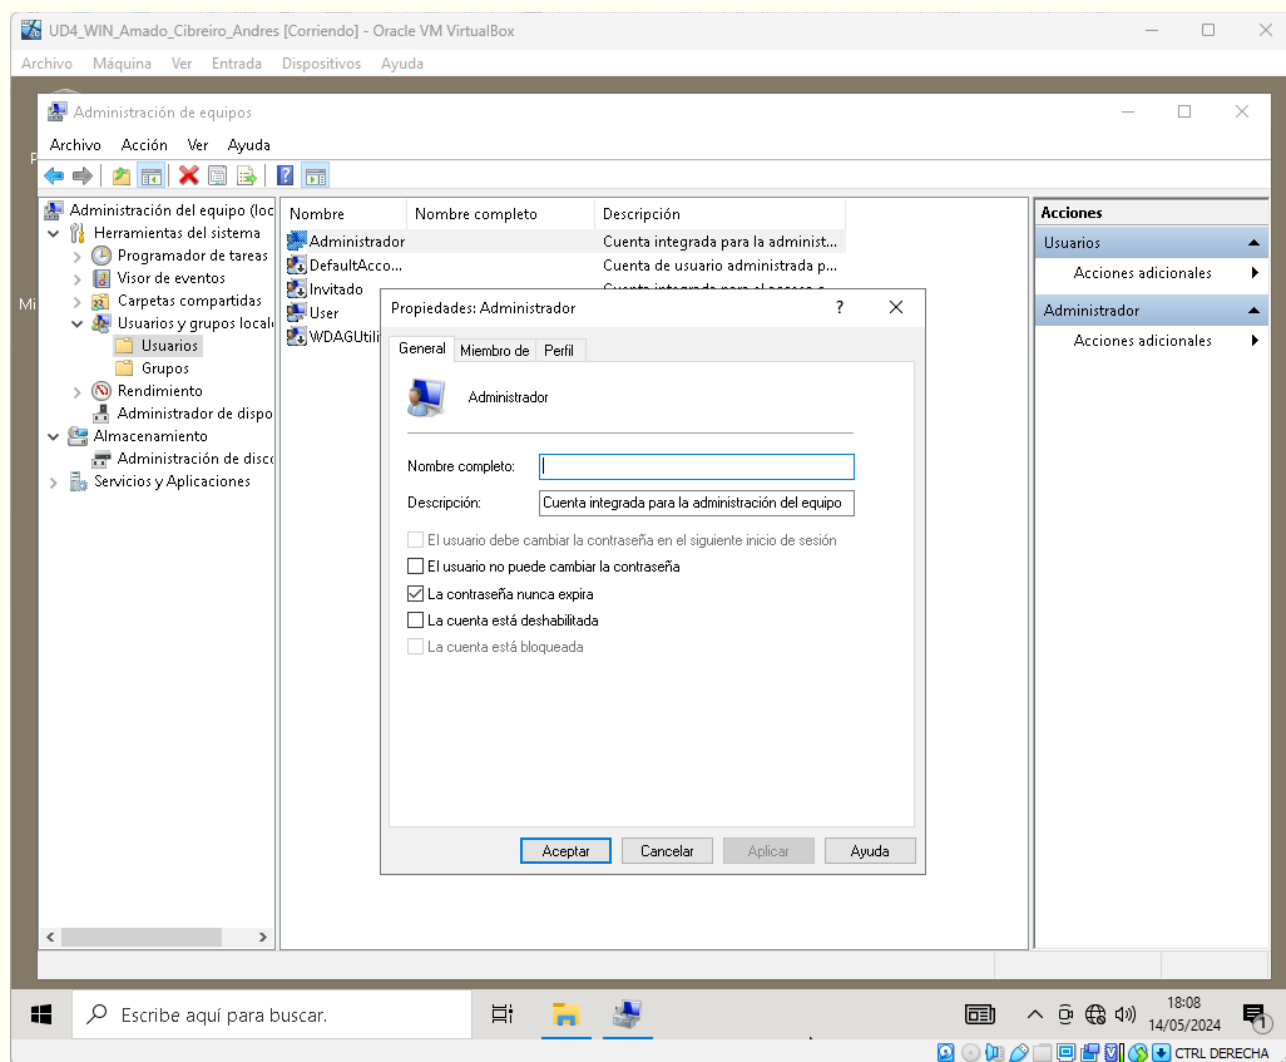 UD4_WIN_Amado_Cibreiro_Andres [Corriendo] - Oracle VM VirtualBox
Archivo Máquina Ver Entrada Dispositivos Ayuda
Administración de equipos
Archivo Acción Ver Ayuda
Administración del equipo (loc
Herramientas del sistema
Programador de tareas
Visor de eventos
Carpetas compartidas
Usuarios y grupos local
Usuarios
Grupos
Rendimiento
Administrador de dispo
Almacenamiento
Administración de disc
Servicios y Aplicaciones
Nombre Nombre completo Descripción
Administrador Cuenta integrada para la administ...
DefaultAcco... Cuenta de usuario administrada p...
Invitado
User
WDAGUtili
Acciones
Usuarios
Acciones adicionales
Administrador
Acciones adicionales
Propiedades: Administrador ?
General Miembro de Perfil
Administrador
Nombre completo:
Descripción: Cuenta integrada para la administración del equipo
El usuario debe cambiar la contraseña en el siguiente inicio de sesión
El usuario no puede cambiar la contraseña
La contraseña nunca expira
La cuenta está deshabilitada
La cuenta está bloqueada
Aceptar Cancelar Aplicar Ayuda
Mi
Escribe aquí para buscar.
18:08
14/05/2024
1
CTRL DERECHA